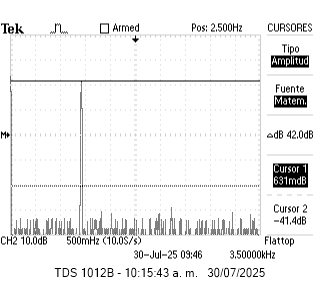 Tek Armed Pos: 2.500Hz CURSORES
Tipo
Amplitud
Fuente
Matem.
M
△dB 42.0dB
Cursor 1
631mdB
Cursor 2
-41.4dB
CH2 10.0dB 500mHz (10.0S/s) Flattop
30-Jul-25 09:46 3.50000kHz
TDS 1012B - 10:15:43 a. m. 30/07/2025